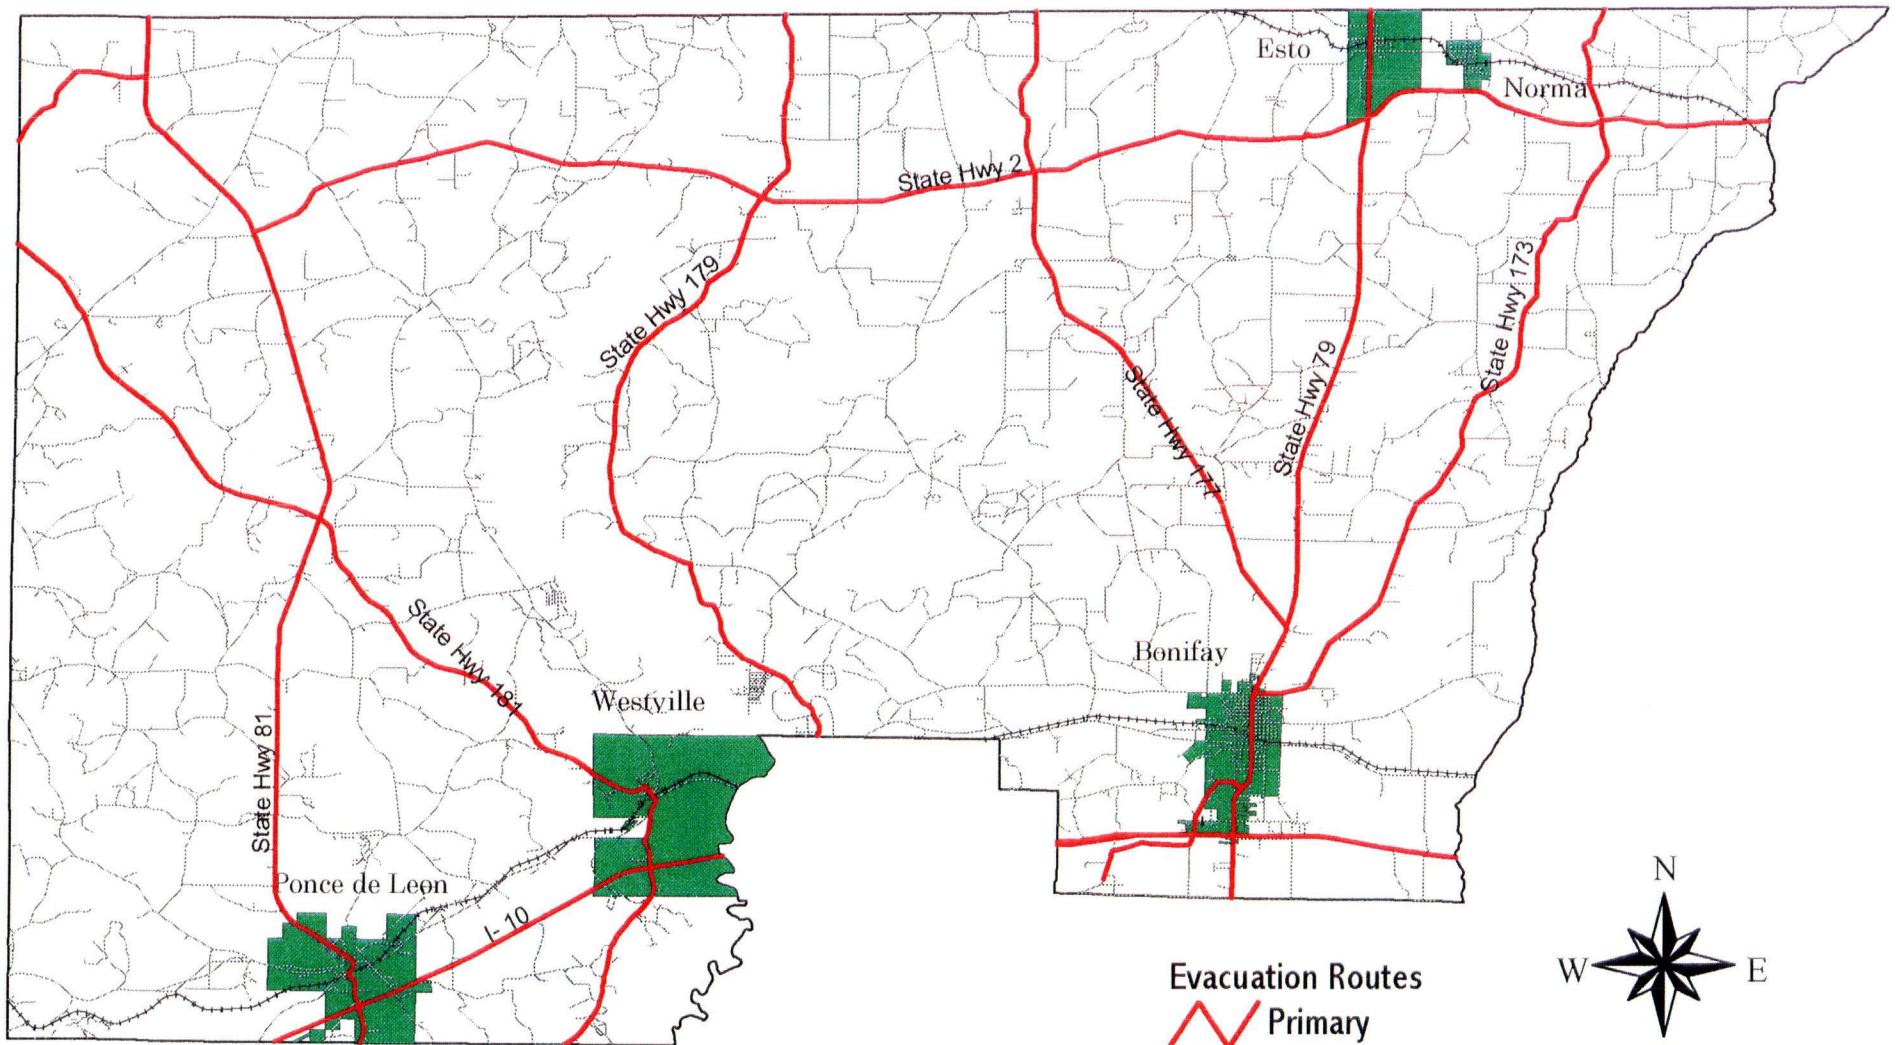 Esto
Norma
State Hwy 2
State Hwy 179
State Hwy 173
State Hwy 79
State Hwy 177
State Hwy 181
Bonifay
Westville
State Hwy 81
Ponce de Leon
I- 10
N
W
E
Evacuation Routes
Primary